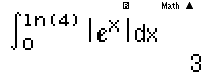 R Math ▲
∫₀^ln(4) |e^x|dx
3